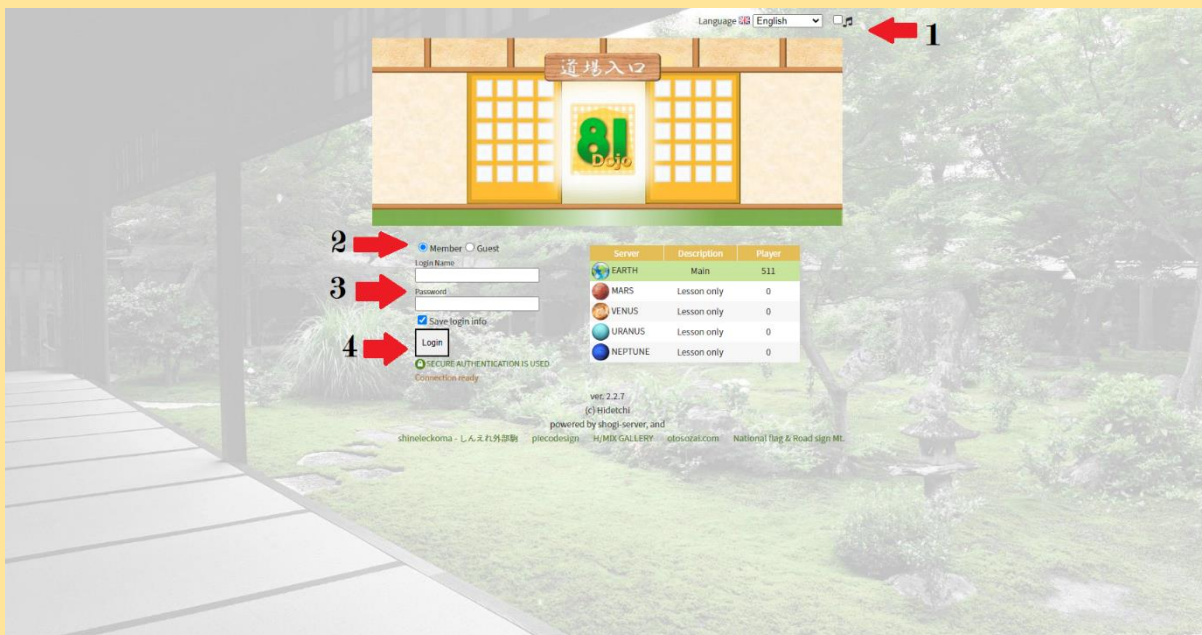 Language English
1
道場入口
81
Dojo
2
Member Guest
Login Name
3
Password
Save login info
4
Login
SECURE AUTHENTICATION IS USED
Connection ready
Server Description Player
EARTH Main 511
MARS Lesson only 0
VENUS Lesson only 0
URANUS Lesson only 0
NEPTUNE Lesson only 0
ver. 2.2.7
(c) Hidetchi
powered by shogi-server, and
shineleckoma - しんえれ外部駒 piecodesign H/MIX GALLERY otosozai.com National flag & Road sign Mt.